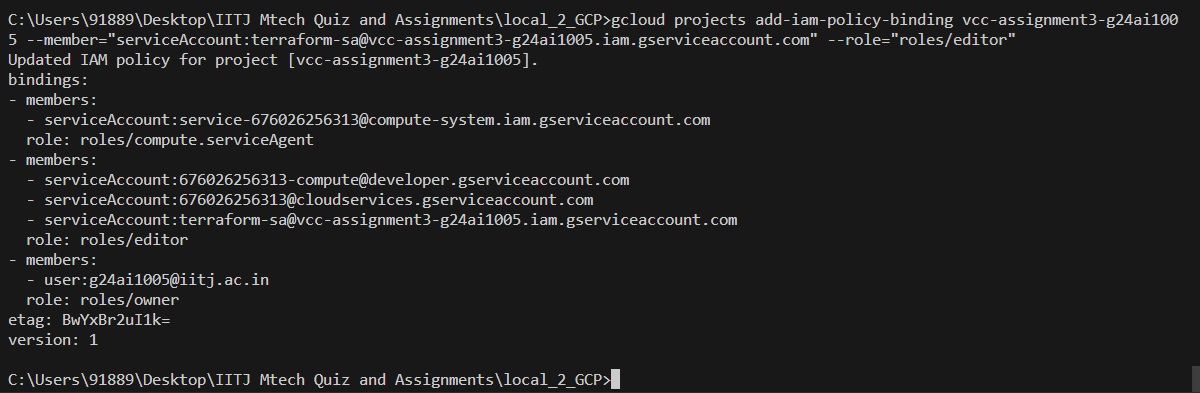 C:\Users\91889\Desktop\IITJ Mtech Quiz and Assignments\local_2_GCP>gcloud projects add-iam-policy-binding vcc-assignment3-g24ai100
5 --member="serviceAccount:terraform-sa@vcc-assignment3-g24ai1005.iam.gserviceaccount.com" --role="roles/editor"
Updated IAM policy for project [vcc-assignment3-g24ai1005].
bindings:
- members:
  - serviceAccount:service-676026256313@compute-system.iam.gserviceaccount.com
  role: roles/compute.serviceAgent
- members:
  - serviceAccount:676026256313-compute@developer.gserviceaccount.com
  - serviceAccount:676026256313@cloudservices.gserviceaccount.com
  - serviceAccount:terraform-sa@vcc-assignment3-g24ai1005.iam.gserviceaccount.com
  role: roles/editor
- members:
  - user:g24ai1005@iitj.ac.in
  role: roles/owner
etag: BwYxBr2uI1k=
version: 1
C:\Users\91889\Desktop\IITJ Mtech Quiz and Assignments\local_2_GCP>